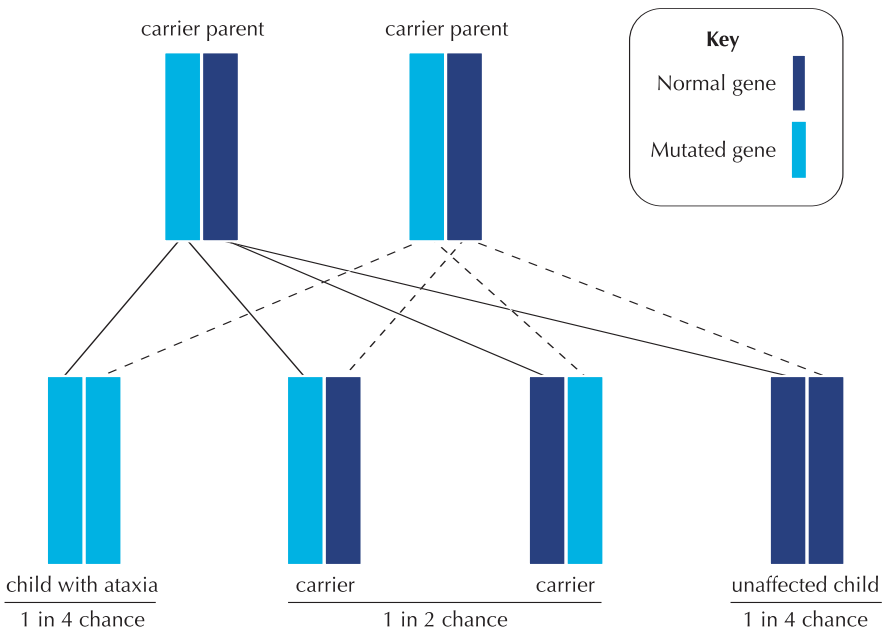 carrier parent
carrier parent
Key
Normal gene
Mutated gene
child with ataxia
carrier
carrier
unaffected child
1 in 4 chance
1 in 2 chance
1 in 4 chance